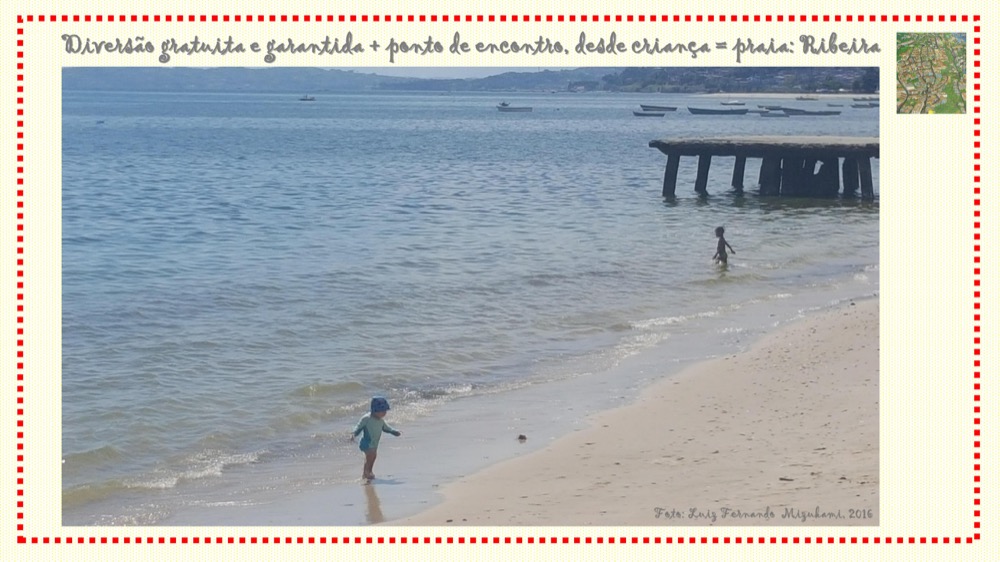 Diversão gratuita e garantida + ponto de encontro, desde criança = praia: Ribeira
Foto: Luiz Fernando Mizukami, 2016